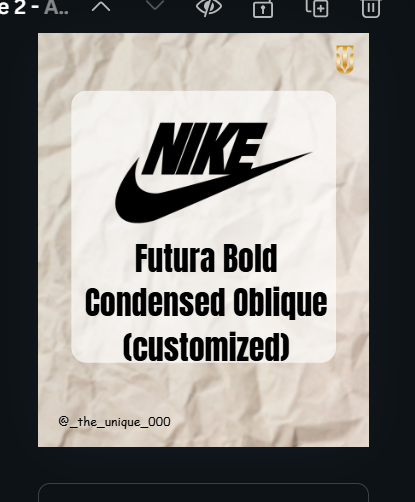 e 2 - A..
NIKE
Futura Bold
Condensed Oblique
(customized)
@_the_unique_000